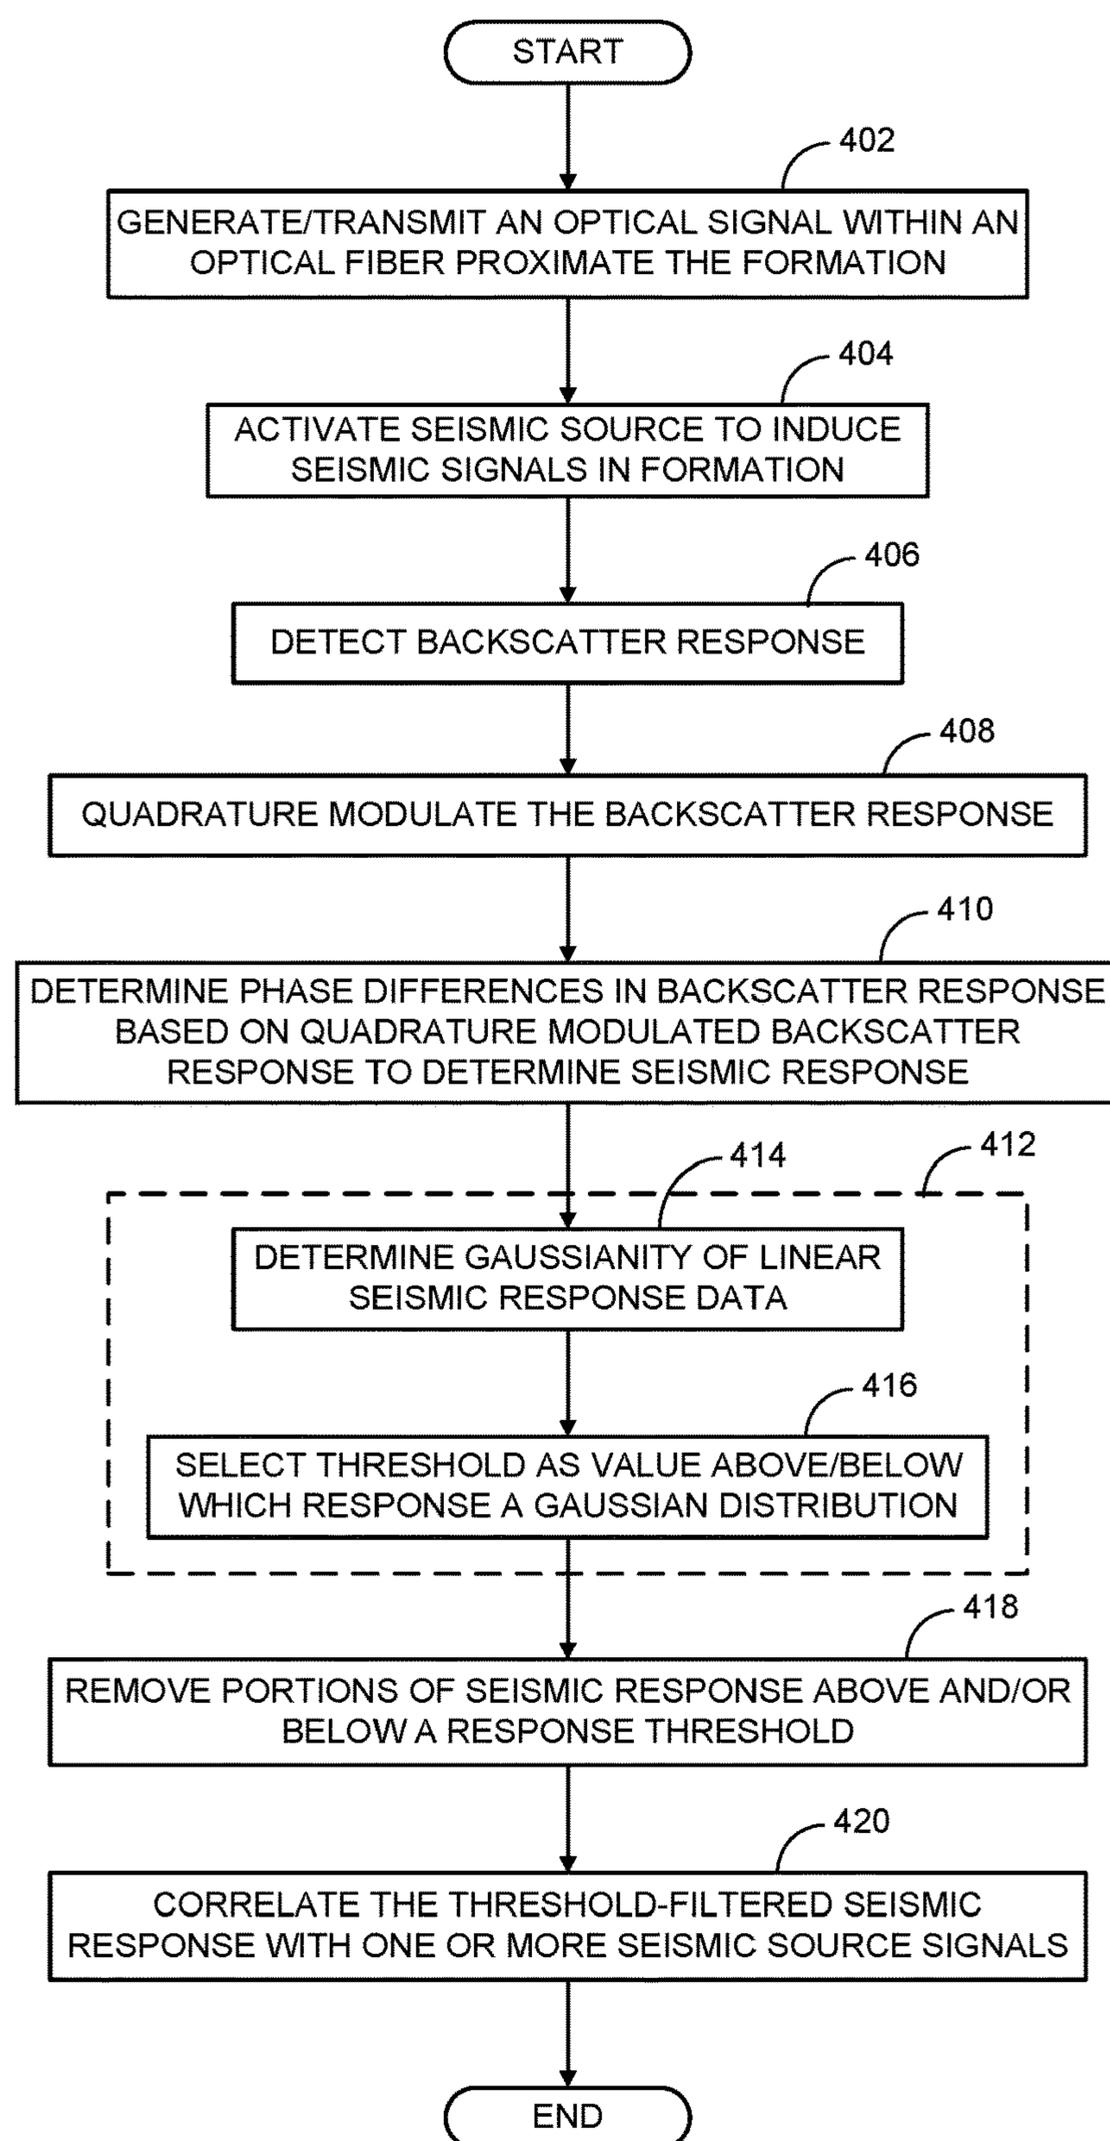 START
402
GENERATE/TRANSMIT AN OPTICAL SIGNAL WITHIN AN
OPTICAL FIBER PROXIMATE THE FORMATION
404
ACTIVATE SEISMIC SOURCE TO INDUCE
SEISMIC SIGNALS IN FORMATION
406
DETECT BACKSCATTER RESPONSE
408
QUADRATURE MODULATE THE BACKSCATTER RESPONSE
410
DETERMINE PHASE DIFFERENCES IN BACKSCATTER RESPONSE
BASED ON QUADRATURE MODULATED BACKSCATTER
RESPONSE TO DETERMINE SEISMIC RESPONSE
412
414
DETERMINE GAUSSIANITY OF LINEAR
SEISMIC RESPONSE DATA
416
SELECT THRESHOLD AS VALUE ABOVE/BELOW
WHICH RESPONSE A GAUSSIAN DISTRIBUTION
418
REMOVE PORTIONS OF SEISMIC RESPONSE ABOVE AND/OR
BELOW A RESPONSE THRESHOLD
420
CORRELATE THE THRESHOLD-FILTERED SEISMIC
RESPONSE WITH ONE OR MORE SEISMIC SOURCE SIGNALS
END